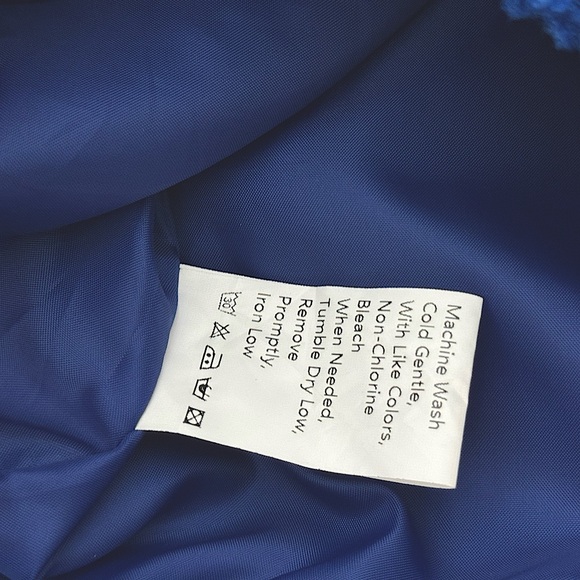 Machine Wash
Cold Gentle,
With Like Colors,
Non-Chlorine
Bleach
When Needed,
Tumble Dry Low,
Remove
Promptly,
Iron Low
30